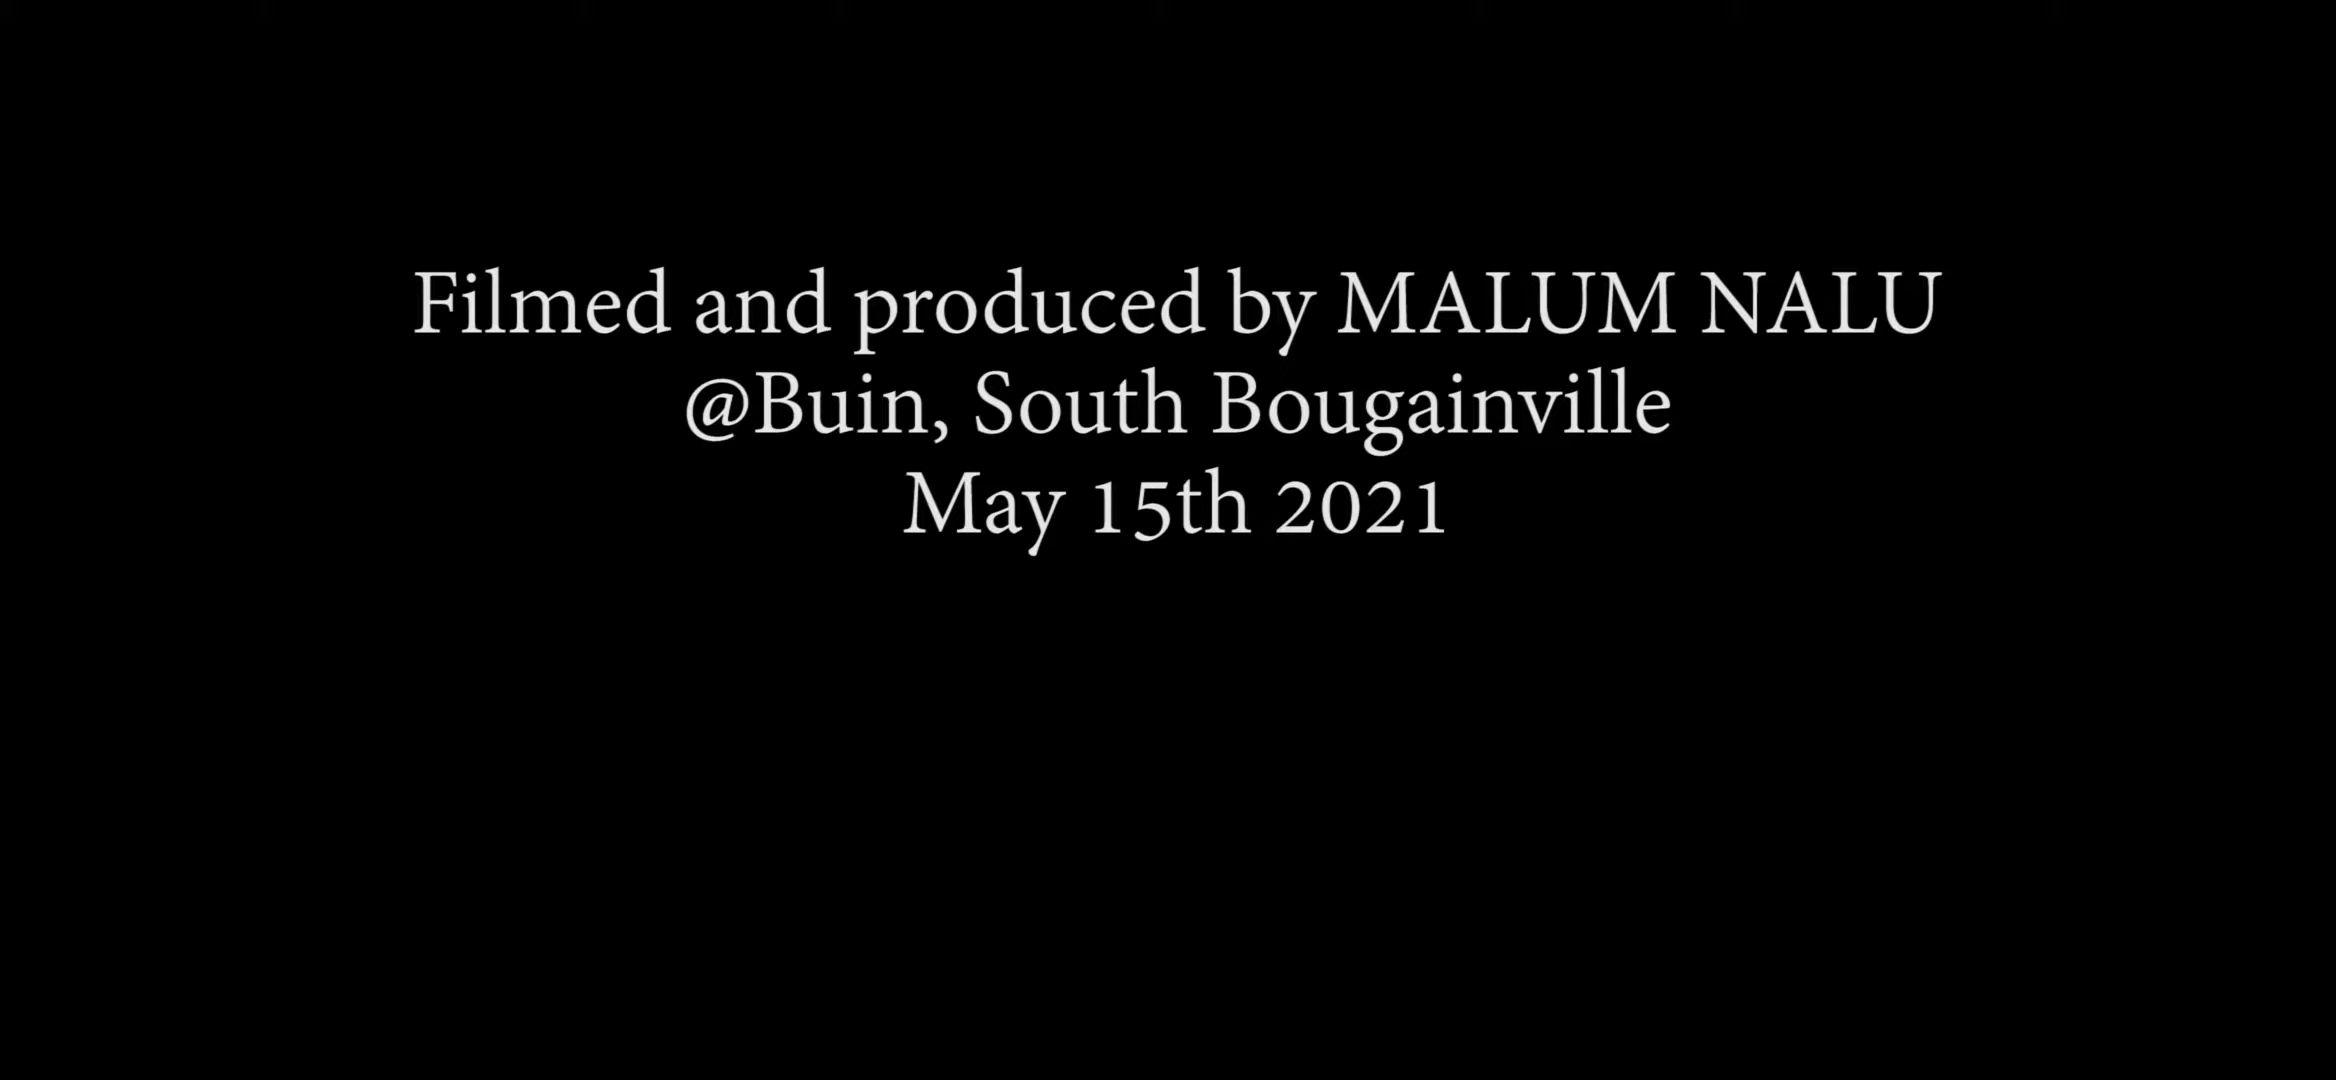 Filmed and produced by MALUM NALU
@Buin, South Bougainville
May 15th 2021